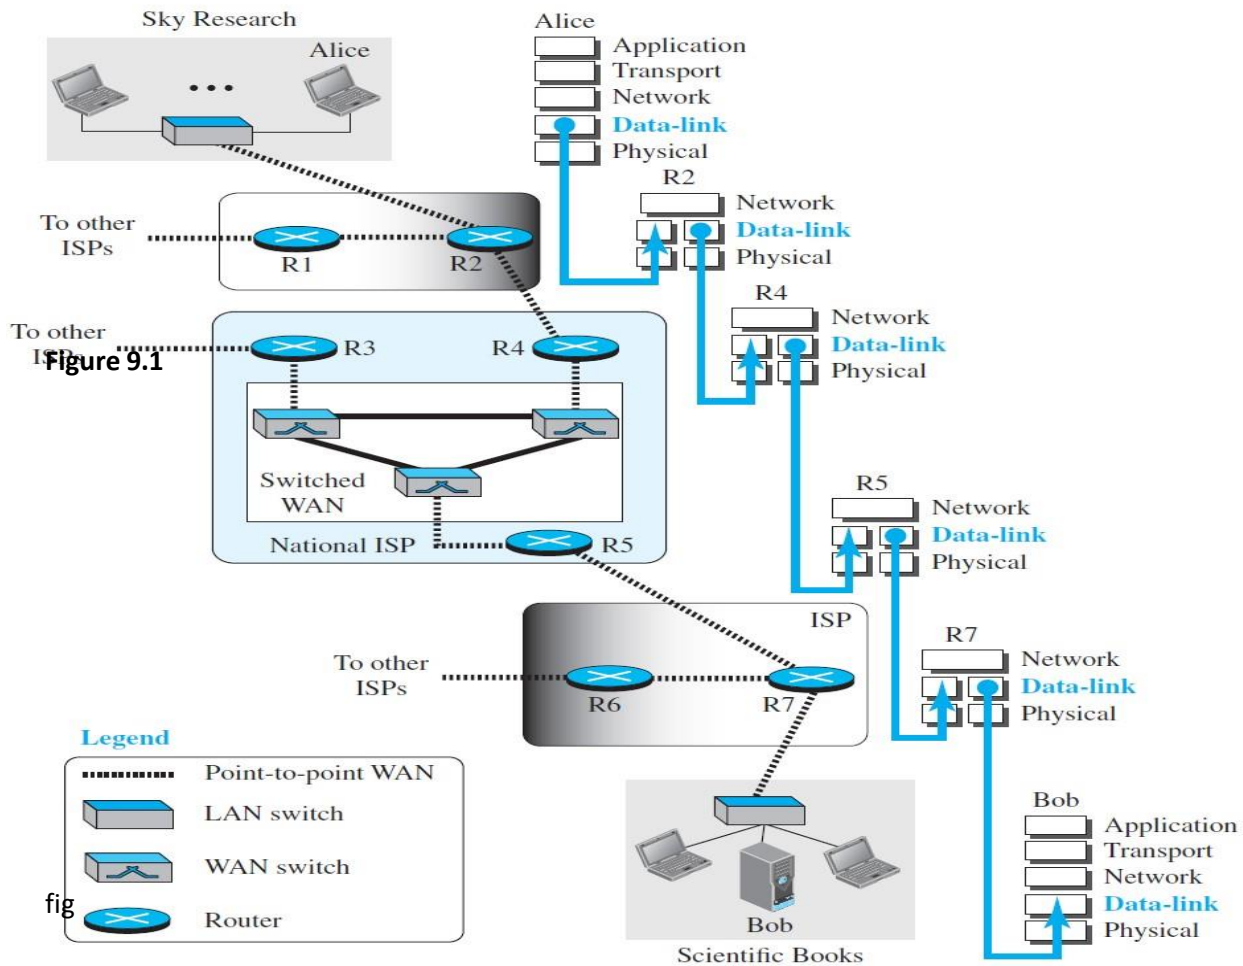 Sky Research
Alice
To other
ISPs
R1
R2
To other
ISPs
Figure 9.1
R3
R4
Switched
WAN
National ISP
R5
ISP
To other
ISPs
R6
R7
Legend
Point-to-point WAN
LAN switch
WAN switch
fig
Router
Bob
Scientific Books
Alice
Application
Transport
Network
Data-link
Physical
R2
Network
Data-link
Physical
R4
Network
Data-link
Physical
R5
Network
Data-link
Physical
R7
Network
Data-link
Physical
Bob
Application
Transport
Network
Data-link
Physical